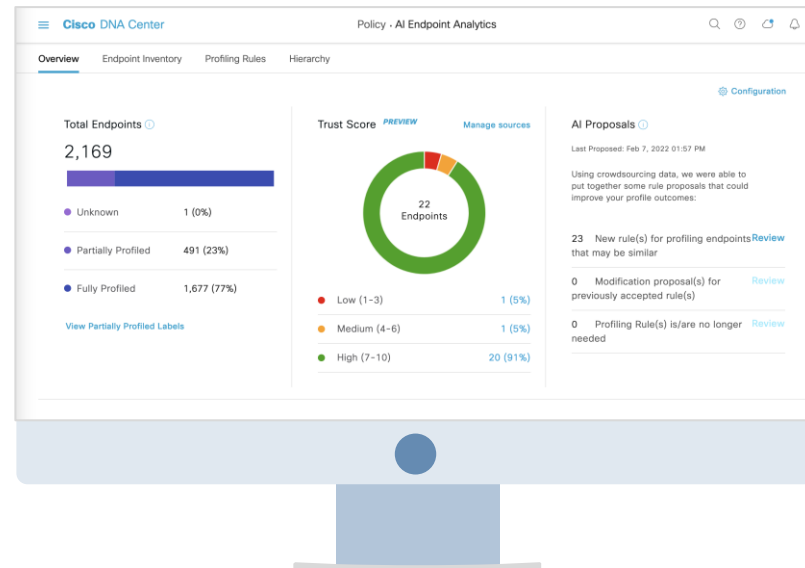 Cisco DNA Center
Policy • AI Endpoint Analytics
Overview Endpoint Inventory Profiling Rules Hierarchy
Configuration
Total Endpoints
2,169
Unknown 1 (0%)
Partially Profiled 491 (23%)
Fully Profiled 1,677 (77%)
View Partially Profiled Labels
Trust Score PREVIEW Manage sources
22
Endpoints
Low (1-3) 1 (5%)
Medium (4-6) 1 (5%)
High (7-10) 20 (91%)
AI Proposals
Last Proposed: Feb 7, 2022 01:57 PM
Using crowdsourcing data, we were able to
put together some rule proposals that could
improve your profile outcomes:
23 New rule(s) for profiling endpoints Review
that may be similar
0 Modification proposal(s) for Review
previously accepted rule(s)
0 Profiling Rule(s) is/are no longer Review
needed